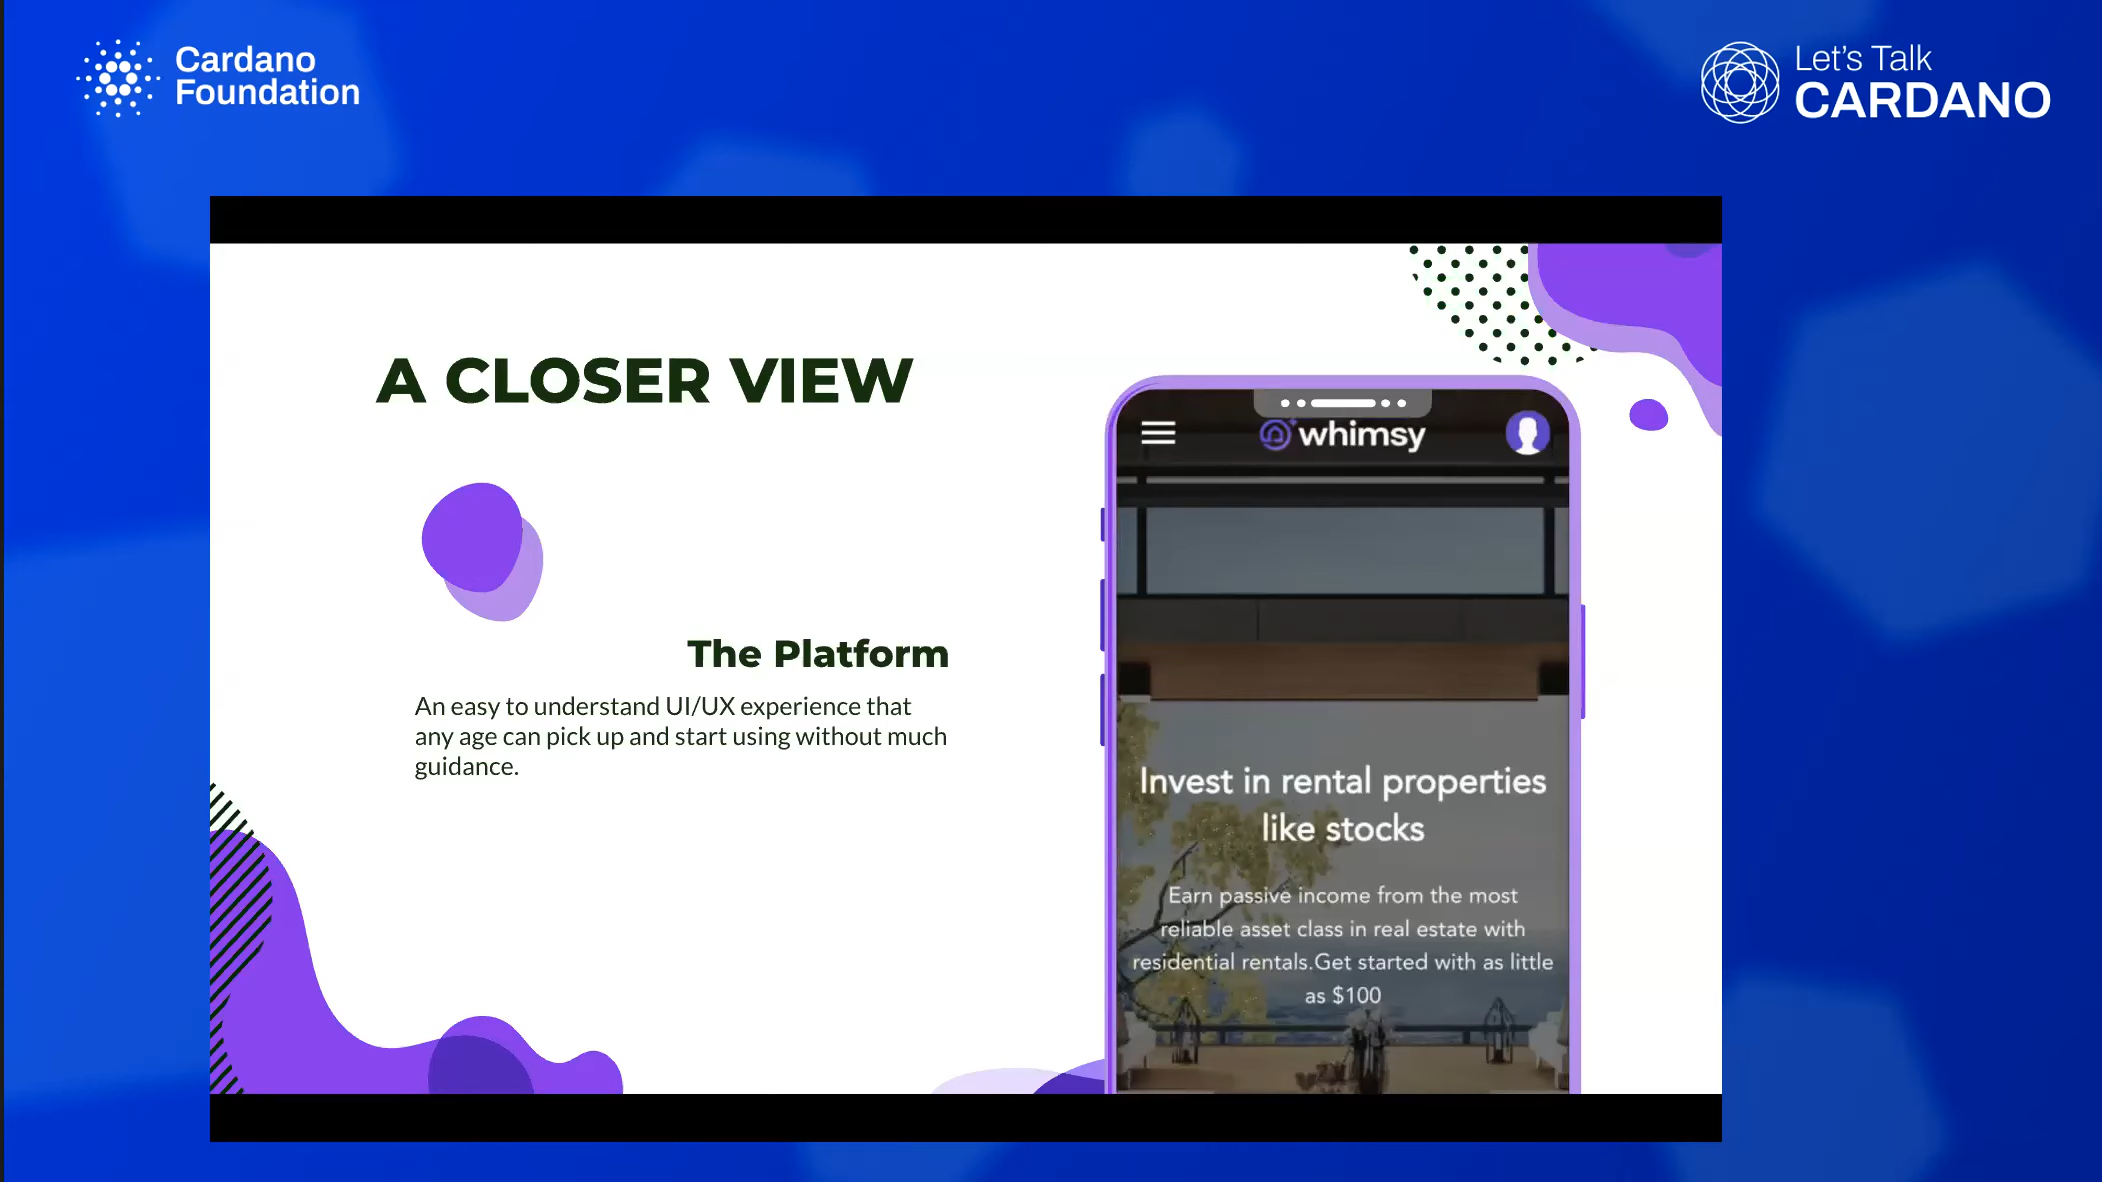 Cardano
Foundation
Let's Talk
CARDANO
A CLOSER VIEW
The Platform
An easy to understand UI/UX experience that
any age can pick up and start using without much
guidance.
whimsy
Invest in rental properties
like stocks
Earn passive income from the most
reliable asset class in real estate with
residential rentals.Get started with as little
as $100